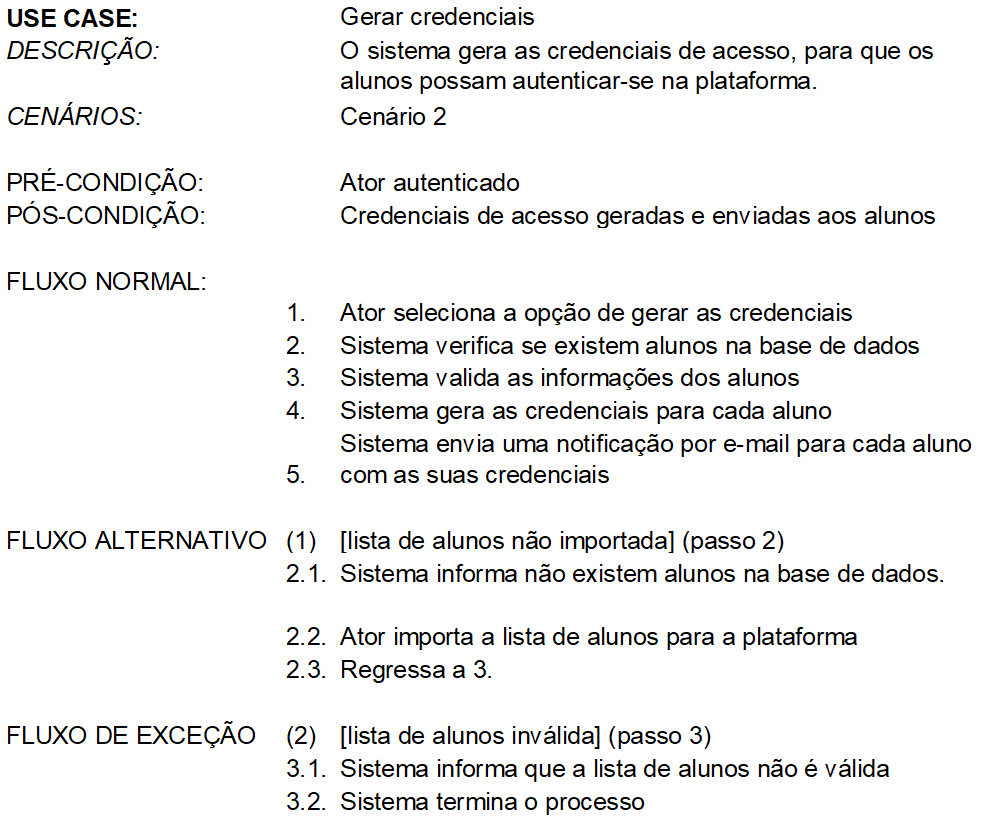 USE CASE: Gerar credenciais
DESCRIÇÃO: O sistema gera as credenciais de acesso, para que os
alunos possam autenticar-se na plataforma.
CENÁRIOS: Cenário 2
PRÉ-CONDIÇÃO: Ator autenticado
PÓS-CONDIÇÃO: Credenciais de acesso geradas e enviadas aos alunos
FLUXO NORMAL:
1. Ator seleciona a opção de gerar as credenciais
2. Sistema verifica se existem alunos na base de dados
3. Sistema valida as informações dos alunos
4. Sistema gera as credenciais para cada aluno
Sistema envia uma notificação por e-mail para cada aluno
5. com as suas credenciais
FLUXO ALTERNATIVO (1) [lista de alunos não importada] (passo 2)
2.1. Sistema informa não existem alunos na base de dados.
2.2. Ator importa a lista de alunos para a plataforma
2.3. Regressa a 3.
FLUXO DE EXCEÇÃO (2) [lista de alunos inválida] (passo 3)
3.1. Sistema informa que a lista de alunos não é válida
3.2. Sistema termina o processo